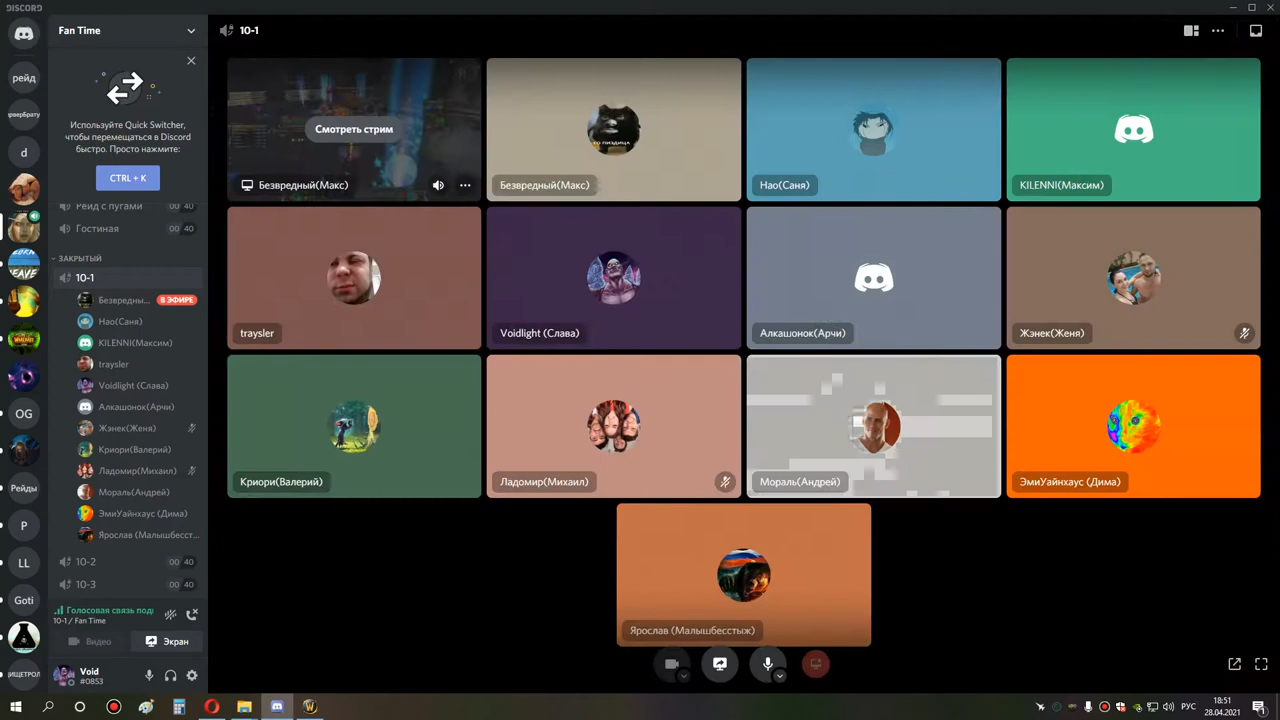 DISCORD
Fan Time
10-1
рейд
Используйте Quick Switcher,
чтобы перемещаться в Discord
быстро. Просто нажмите:
CTRL + K
d
Рейд с пугами
00 40
Гостиная
00 40
ЗАКРЫТЫЙ
10-1
Безвредны...
В ЭФИРЕ
Нао(Саня)
KILENNI(Максим)
traysler
Voidlight (Слава)
Алкашонок(Арчи)
Жэнек(Женя)
Криори(Валерий)
Ладомир(Михаил)
Мораль(Андрей)
ЭмиУайнхаус (Дима)
Ярослав (Малышбесст...
10-2
00 40
10-3
00 40
OG
Рейды
P
LL
Goti
Голосовая связь под
10-1 / Fan Time
Видео
Экран
Void
#0853
Смотреть стрим
Безвредный(Макс)
Безвредный(Макс)
Нао(Саня)
KILENNI(Максим)
traysler
Voidlight (Слава)
Алкашонок(Арчи)
Жэнек(Женя)
Криори(Валерий)
Ладомир(Михаил)
Мораль(Андрей)
ЭмиУайнхаус (Дима)
Ярослав (Малышбесстыж)
РУС
18:51
28.04.2021